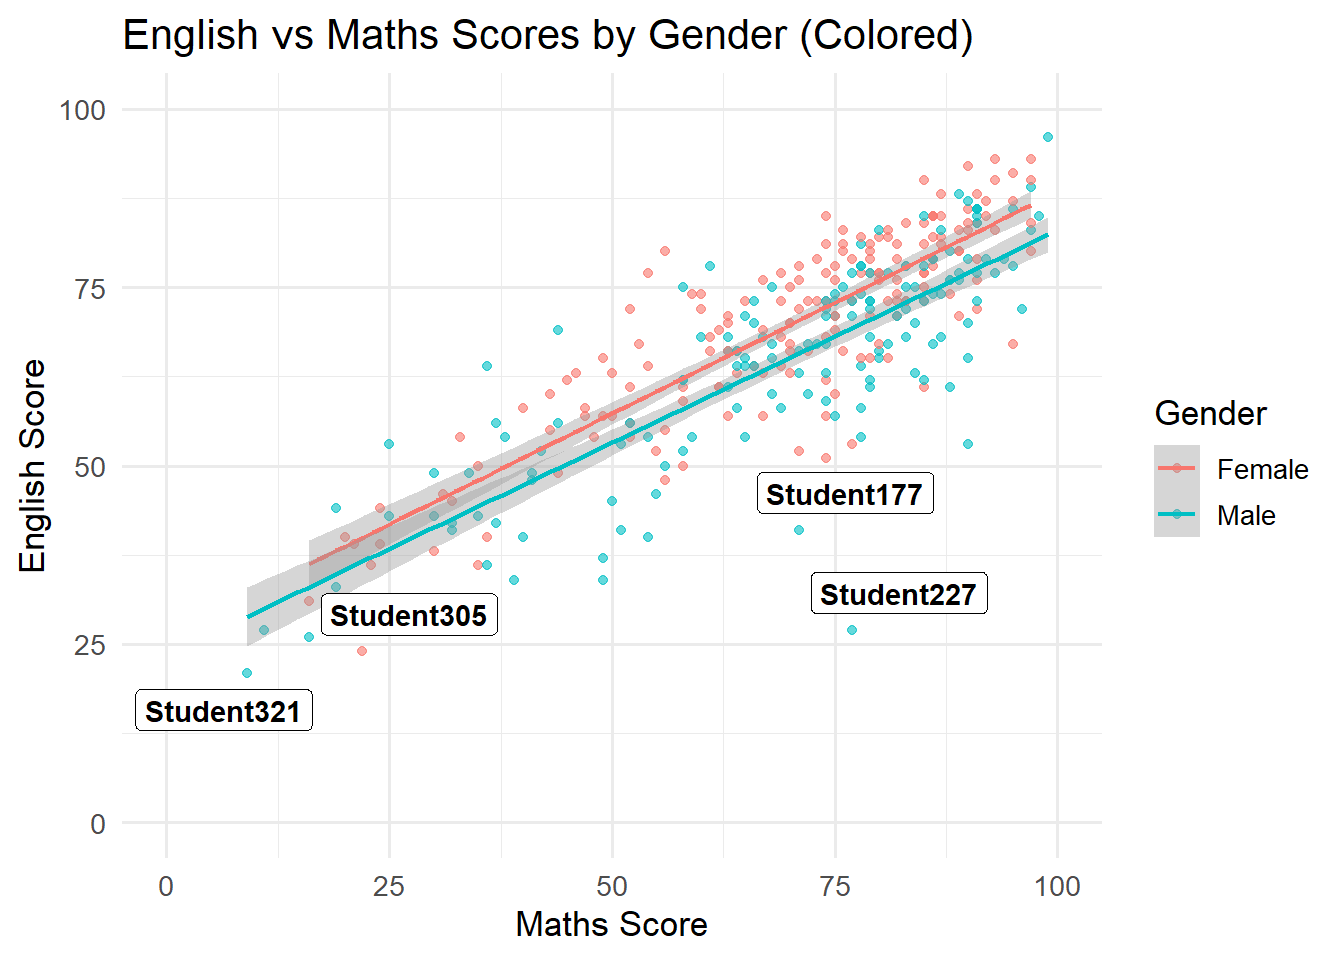 English vs Maths Scores by Gender (Colored)
100
75
50
25
0
English Score
Student177
Student227
Student305
Student321
0 25 50 75 100
Maths Score
Gender
Female
Male